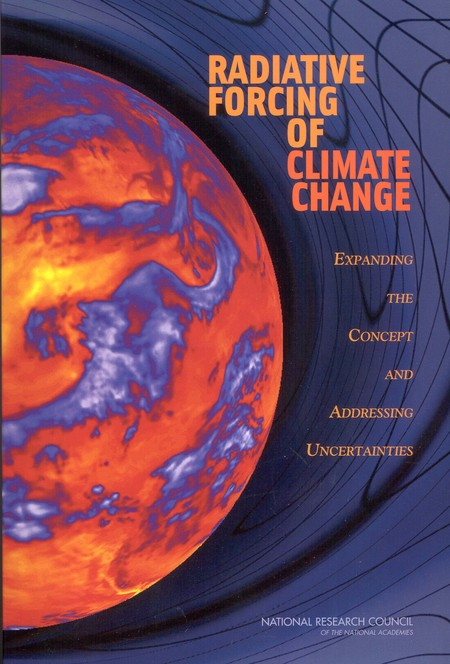 RADIATIVE
FORCING
OF
CLIMATE
CHANGE
EXPANDING
THE
CONCEPT
AND
ADDRESSING
UNCERTAINTIES
NATIONAL RESEARCH COUNCIL
OF THE NATIONAL ACADEMIES